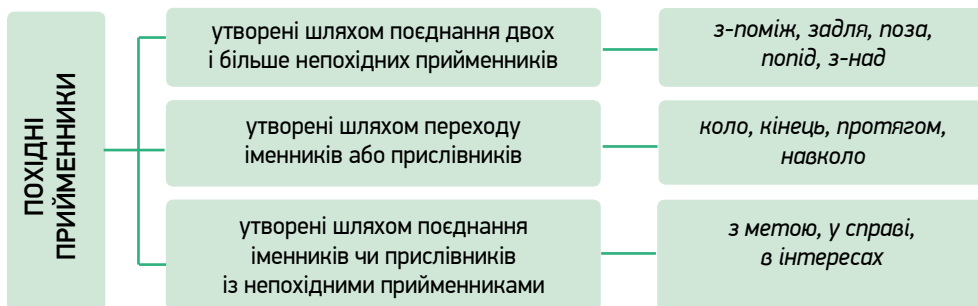 ПОХІДНІ
ПРИЙМЕННИКИ
утворені шляхом поєднання двох
і більше непохідних прийменників
з-поміж, задля, поза,
попід, з-над
утворені шляхом переходу
іменників або прислівників
коло, кінець, протягом,
навколо
утворені шляхом поєднання
іменників чи прислівників
із непохідними прийменниками
з метою, у справі,
в інтересах